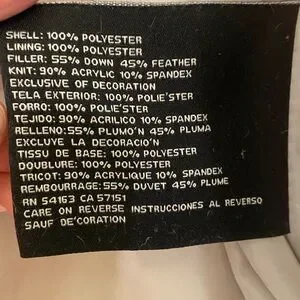 SHELL: 100% POLYESTER
LINING: 100% POLYESTER
FILLER: 55% DOWN 45% FEATHER
KNIT: 90% ACRYLIC 10% SPANDEX
EXCLUSIVE OF DECORATION
TELA EXTERIOR: 100% POLIE'STER
FORRO: 100% POLIE'STER
TEJIDO: 90% ACRILICO 10% SPANDEX
RELLENO:55% PLUMO'N 45% PLUMA
EXCLUYE LA DECORACIO'N
TISSU DE BASE: 100% POLYESTER
DOUBLURE: 100% POLYESTER
TRICOT: 90% ACRYLIQUE 10% SPANDEX
REMBOURRAGE:55% DUVET 45% PLUME
RN 54163 CA 57151
CARE ON REVERSE INSTRUCCIONES AL REVERSO
SAUF DE'CORATION